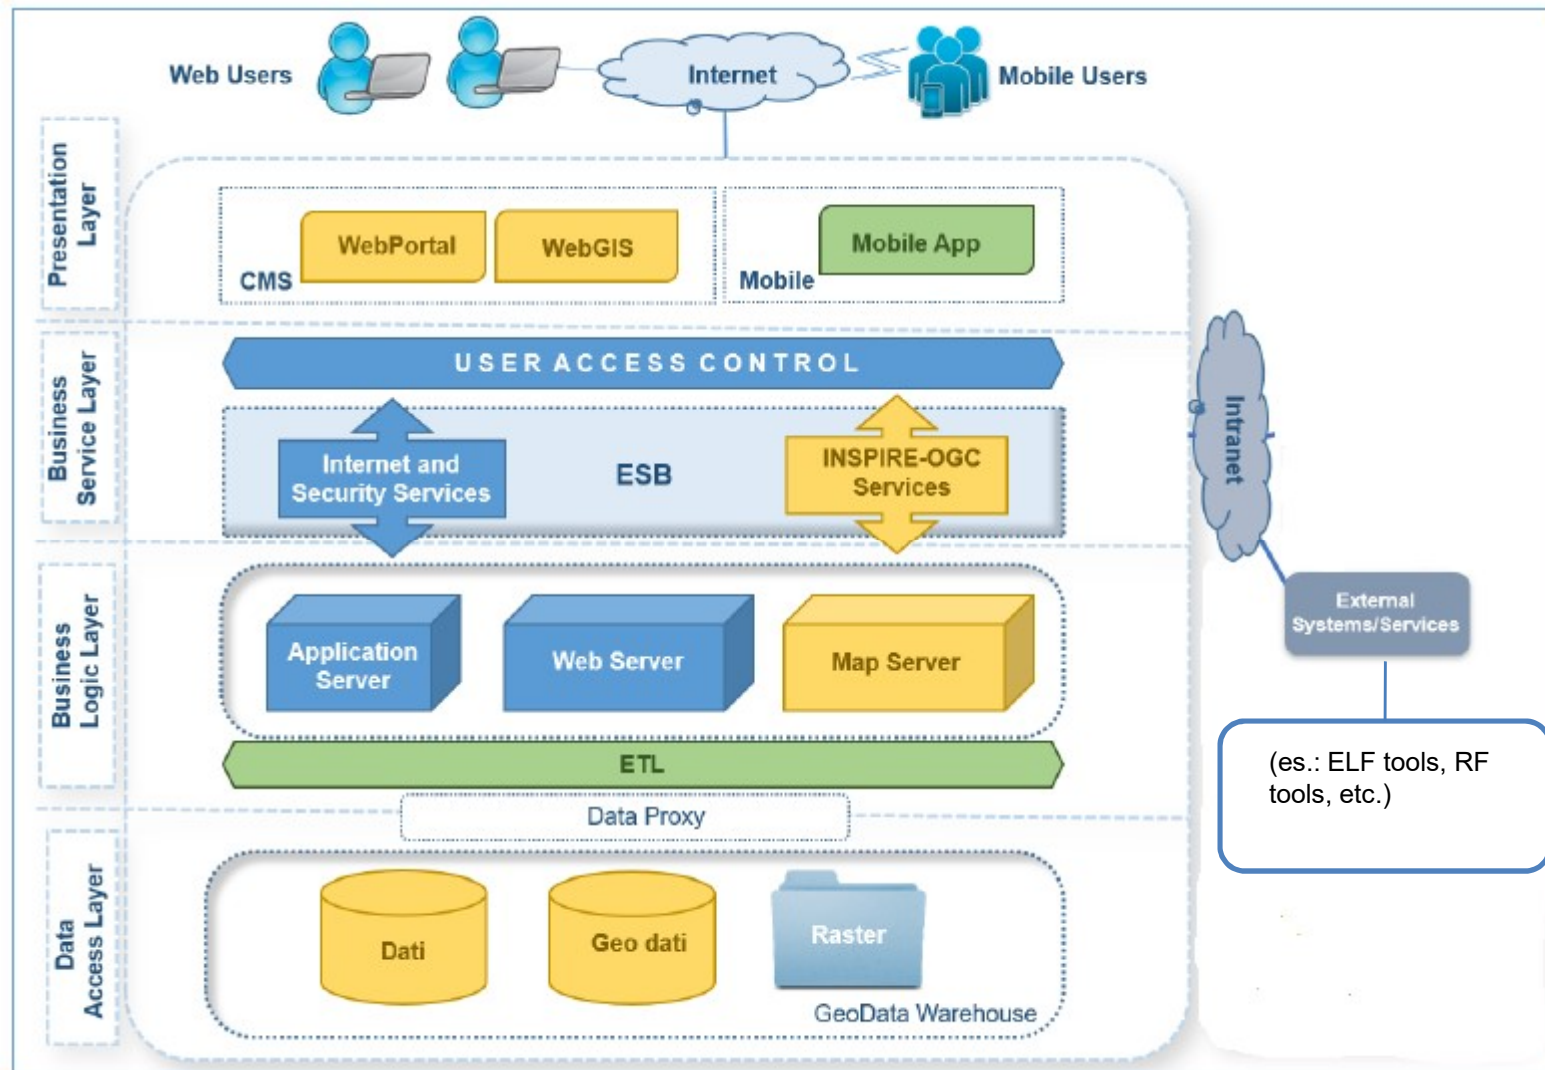 Web Users
Internet
Mobile Users
Presentation
Layer
WebPortal
WebGIS
CMS
Mobile App
Mobile
Business
Service Layer
USER ACCESS CONTROL
Internet and
Security Services
ESB
INSPIRE-OGC
Services
Intranet
Business
Logic Layer
Application
Server
Web Server
Map Server
External
Systems/Services
ETL
(es.: ELF tools, RF
tools, etc.)
Data Proxy
Data
Access Layer
Dati
Geo dati
Raster
GeoData Warehouse